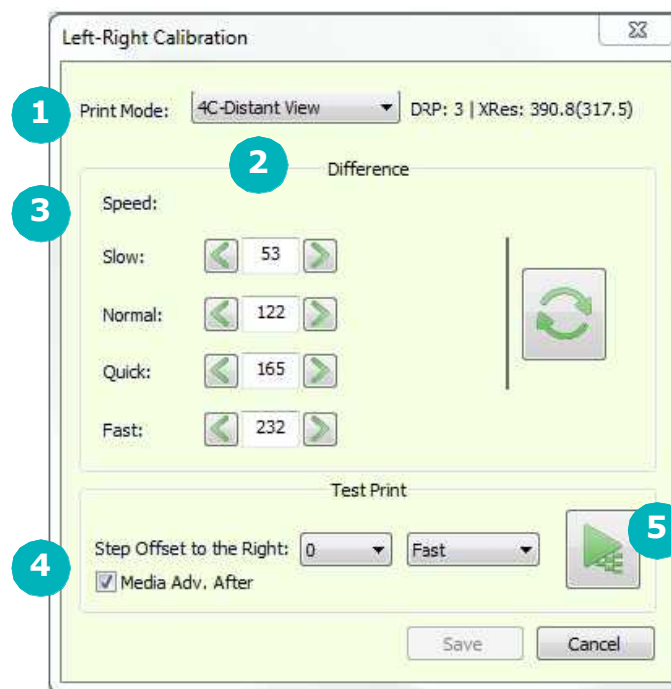 Left-Right Calibration
1 Print Mode: 4C-Distant View DRP: 3 | XRes: 390.8(317.5)
2 Difference
3 Speed:
Slow: 53
Normal: 122
Quick: 165
Fast: 232
Test Print
5
Step Offset to the Right: 0 Fast
4 Media Adv. After
Save Cancel